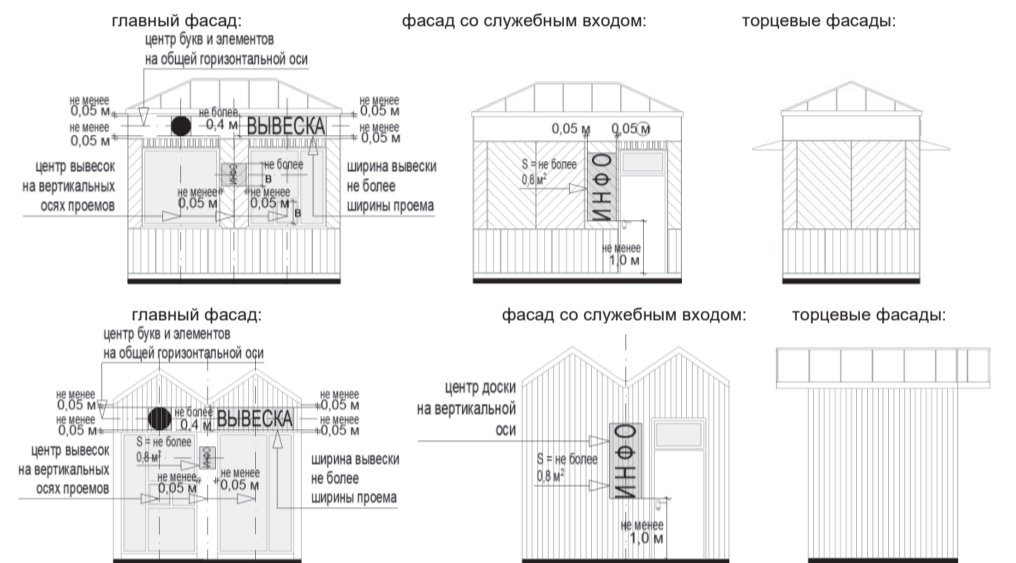 главный фасад:
фасад со служебным входом:
торцевые фасады:
центр букв и элементов
на общей горизонтальной оси
не менее
0,05 м
не менее
0,05 м
не более
0,4 м
ВЫВЕСКА
не менее
0,05 м
не менее
0,05 м
центр вывесок
на вертикальных
осях проемов
ИНФО
не более
в
не менее
0,05 м
не менее
0,05 м
в
ширина вывески
не более
ширины проема
0,05 м
0,05 м
S = не более
0,8 м²
ИНФО
не менее
1,0 м
главный фасад:
фасад со служебным входом:
торцевые фасады:
центр букв и элементов
на общей горизонтальной оси
не менее
0,05 м
не менее
0,05 м
не более
0,4 м
ВЫВЕСКА
не менее
0,05 м
не менее
0,05 м
центр вывесок
на вертикальных
осях проемов
S = не более
0,8 м²
ИНФО
не менее
0,05 м
не менее
0,05 м
ширина вывески
не более
ширины проема
центр доски
на вертикальной
оси
S = не более
0,8 м²
ИНФО
не менее
1,0 м